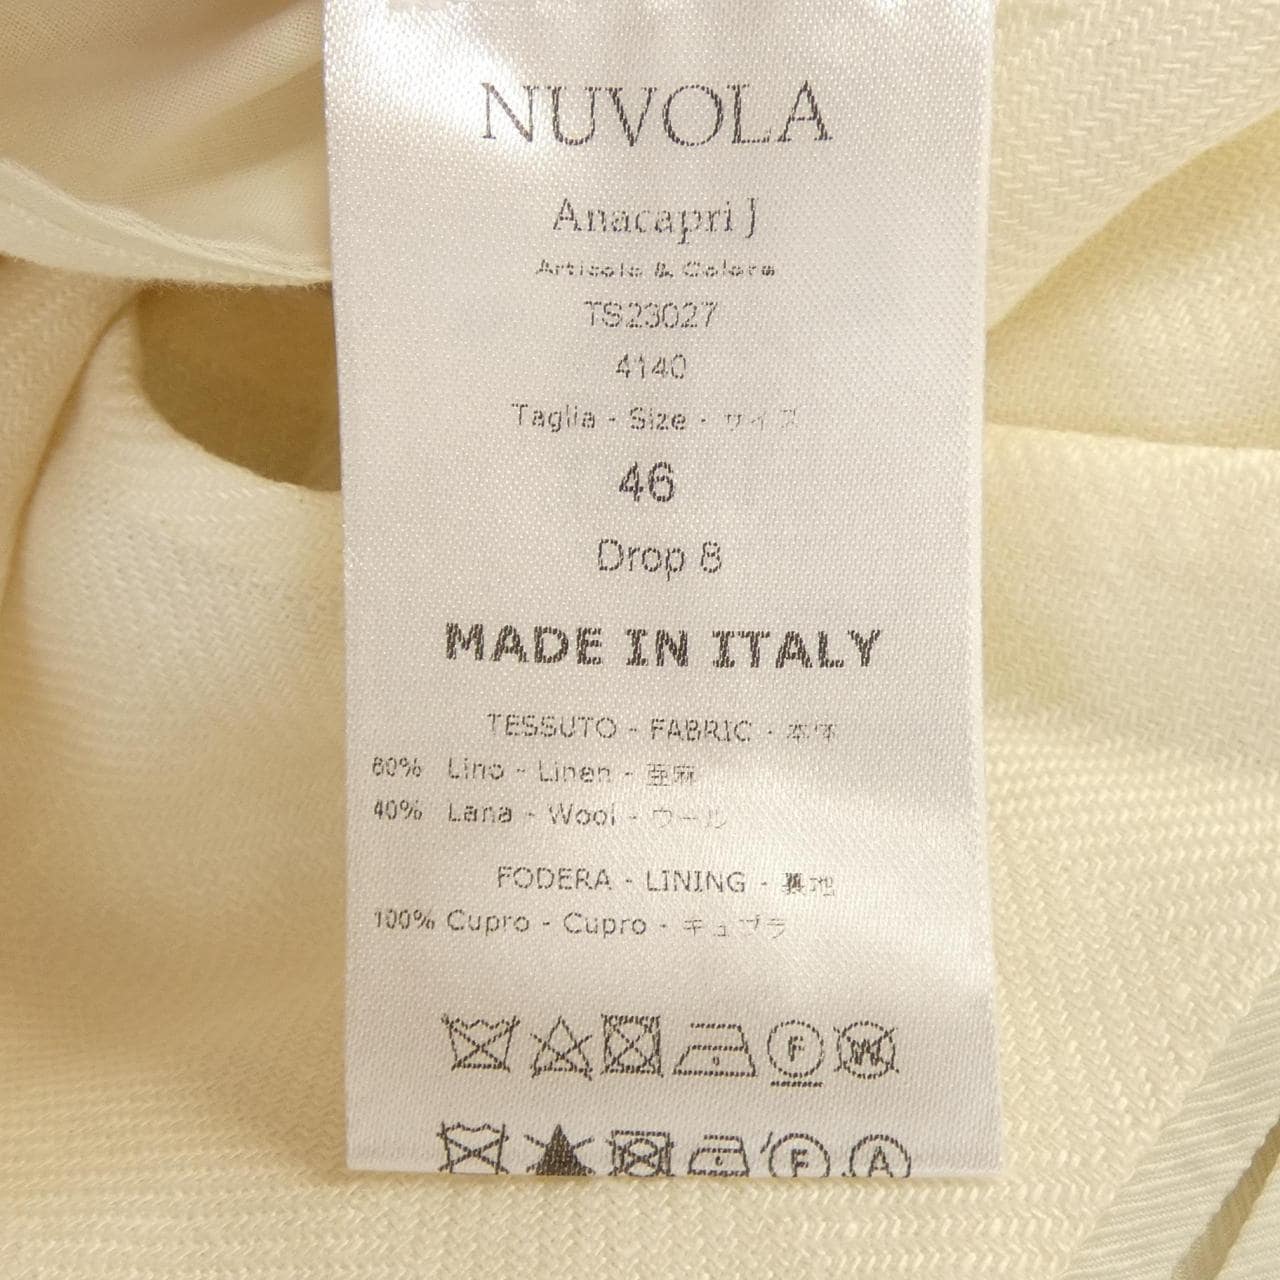 NUVOLA
Anacapri J
Articolo & Colore
TS23027
4140
Taglia - Size - サイズ
46
Drop 8
MADE IN ITALY
TESSUTO - FABRIC - 本体
60% Lino - Linen - 亜麻
40% Lana - Wool - ウール
FODERA - LINING - 裏地
100% Cupro - Cupro - キュプラ
F W
F A